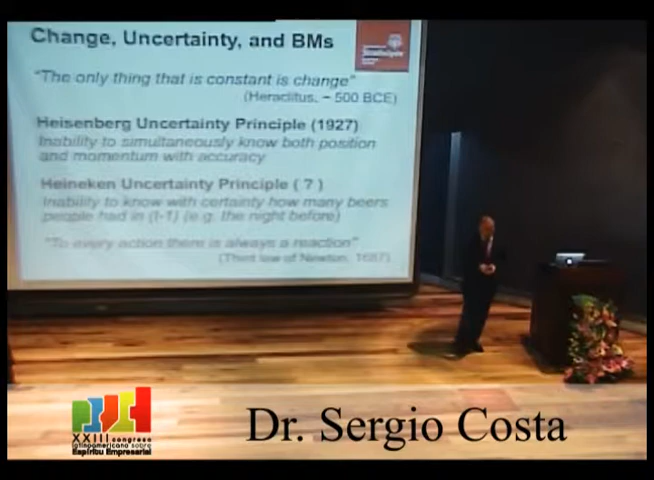 Change, Uncertainty, and BMs
"The only thing that is constant is change"
(Heraclitus, ~ 500 BCE)
Heisenberg Uncertainty Principle (1927)
Inability to simultaneously know both position
and momentum with accuracy
Heineken Uncertainty Principle ( ? )
Inability to know with certainty how many beers
people had in (t-1) (e.g. the night before)
"To every action there is always a reaction"
(Third law of Newton, 1687)
XXIII congreso
latinoamericano sobre
Espíritu Empresarial
Dr. Sergio Costa